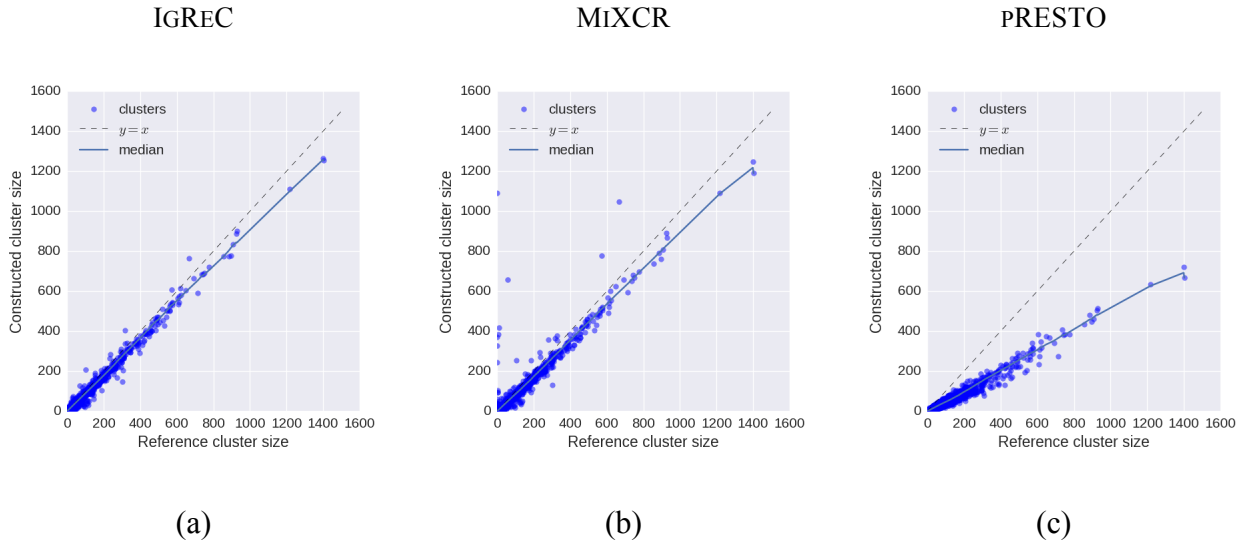 IGREC
MIXCR
PRESTO
1600
1400
1200
1000
800
600
400
200
0
clusters
y = x
median
Constructed cluster size
0 200 400 600 800 1000 1200 1400 1600
Reference cluster size
(a)
1600
1400
1200
1000
800
600
400
200
0
clusters
y = x
median
Constructed cluster size
0 200 400 600 800 1000 1200 1400 1600
Reference cluster size
(b)
1600
1400
1200
1000
800
600
400
200
0
clusters
y = x
median
Constructed cluster size
0 200 400 600 800 1000 1200 1400 1600
Reference cluster size
(c)